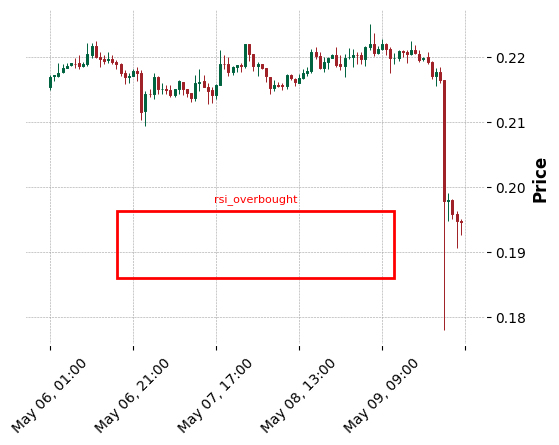 0.22
0.21
0.20
0.19
0.18
Price
rsi_overbought
May 06, 01:00
May 06, 21:00
May 07, 17:00
May 08, 13:00
May 09, 09:00